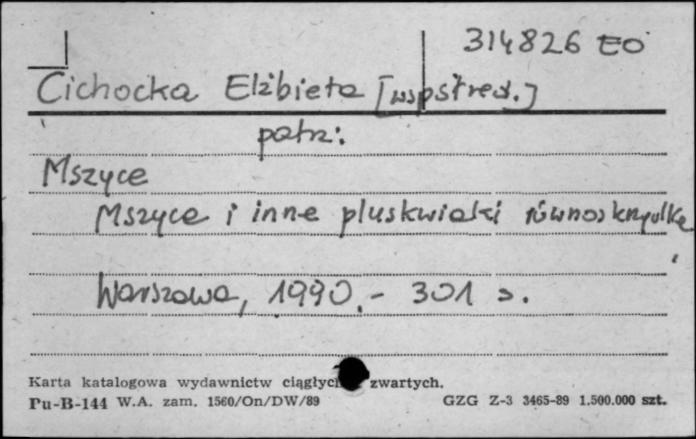 314826 EO
Cichocka Elżbieta [współred.]
patrz:
Mszyce
Mszyce i inne pluskwiaki równoskrzydłe
Warszawa, 1990. - 301 s.
Karta katalogowa wydawnictw ciągłych zwartych.
Pu-B-144 W.A. zam. 1560/On/DW/89 GZG Z-3 3465-89 1.500.000 szt.